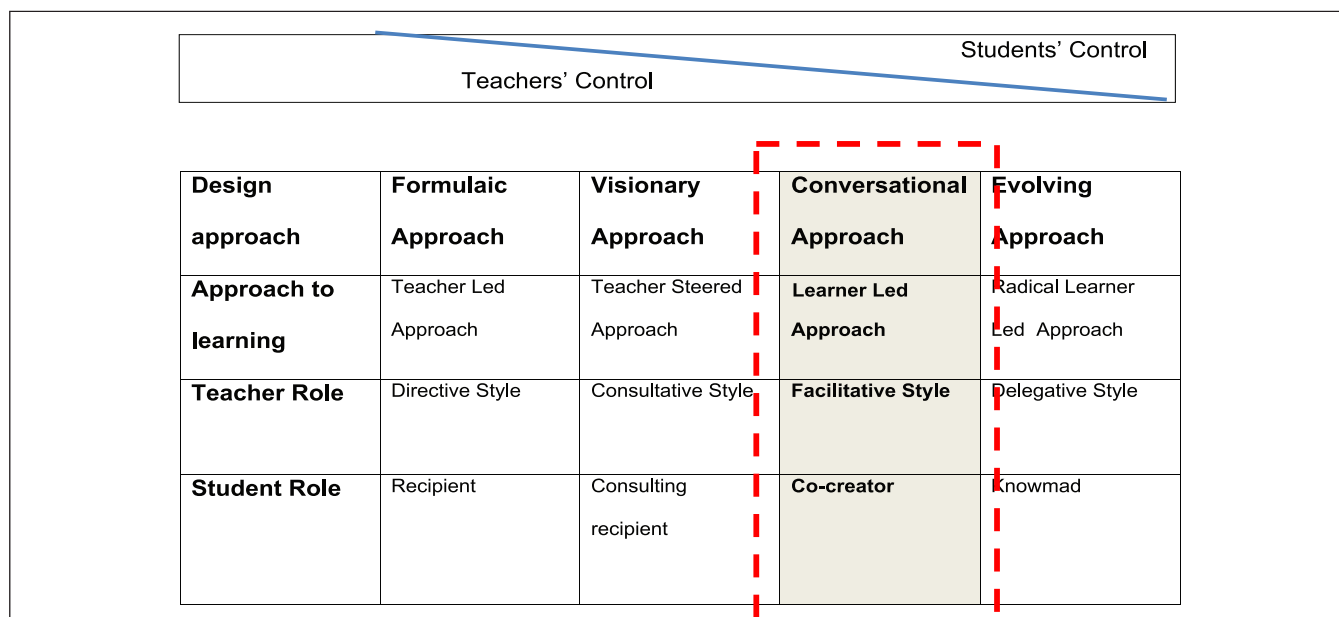 Students’ Control
Teachers’ Control
Design
approach
Formulaic
Approach
Visionary
Approach
Conversational
Approach
Evolving
Approach
Approach to
learning
Teacher Led
Approach
Teacher Steered
Approach
Learner Led
Approach
Radical Learner
Led Approach
Teacher Role
Directive Style
Consultative Style
Facilitative Style
Delegative Style
Student Role
Recipient
Consulting
recipient
Co-creator
Knowmad